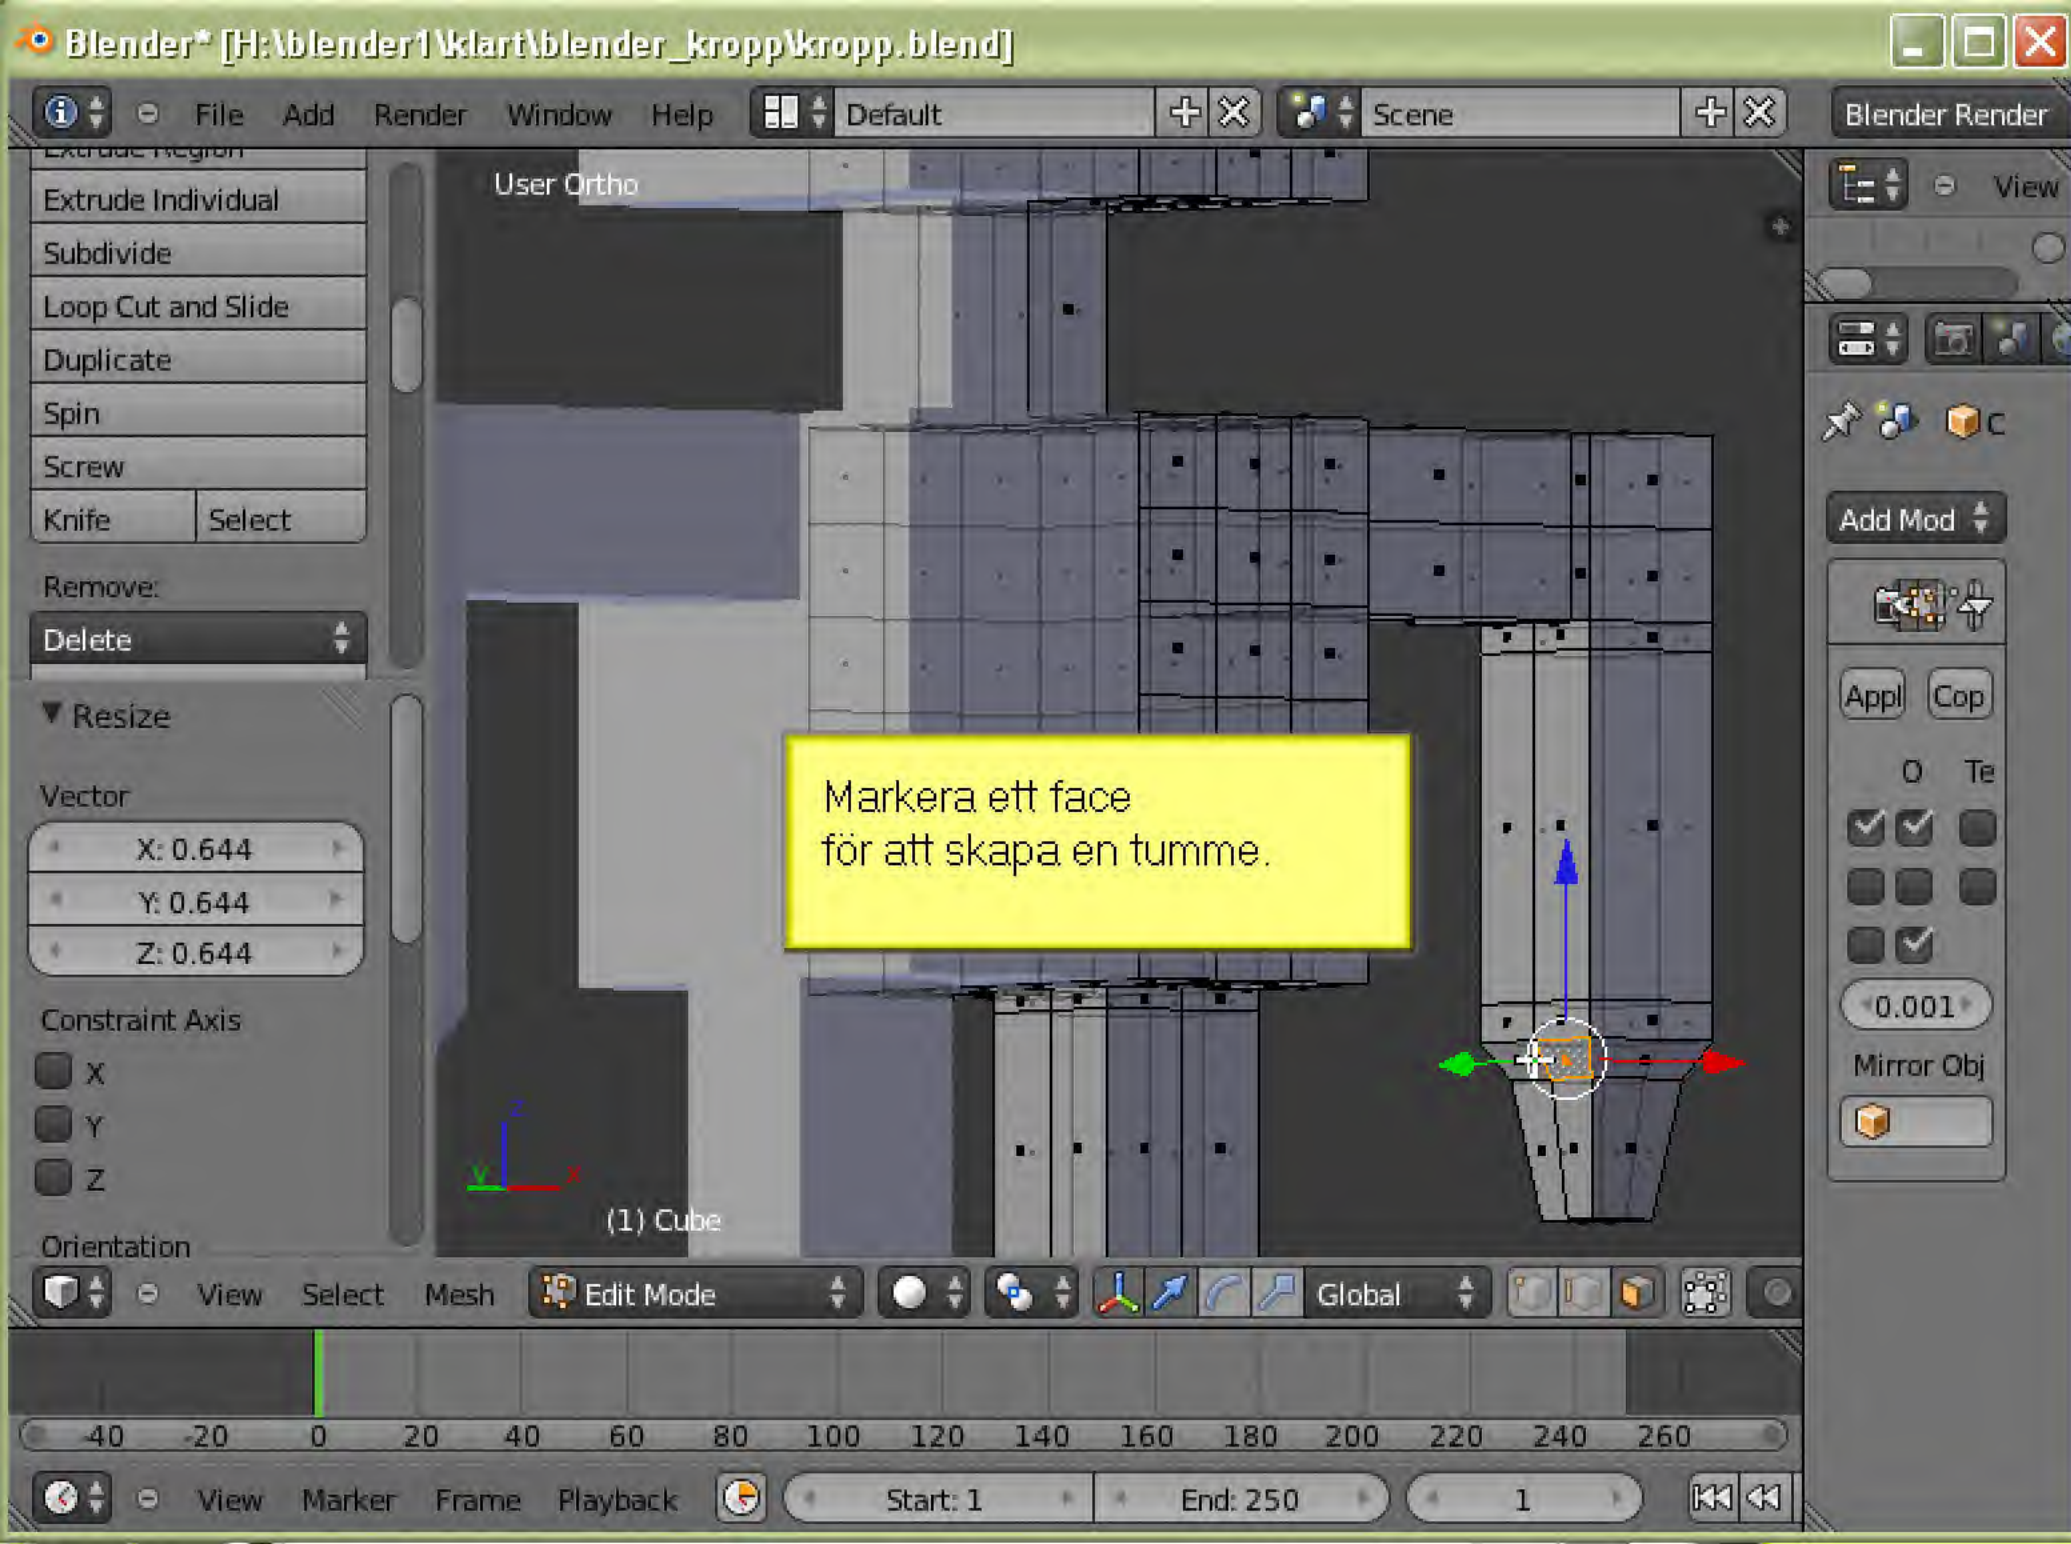 Blender* [H:\blender1\klart\blender_kropp\kropp.blend]
File Add Render Window Help Default Scene Blender Render
Extrude Region
Extrude Individual
Subdivide
Loop Cut and Slide
Duplicate
Spin
Screw
Knife Select
Remove:
Delete
Resize
Vector
X: 0.644
Y: 0.644
Z: 0.644
Constraint Axis
X
Y
Z
Orientation
User Ortho
Markera ett face
för att skapa en tumme.
z
y x
(1) Cube
View
C
Add Mod
Appl Cop
O Te
0.001
Mirror Obj
View Select Mesh Edit Mode Global
-40 -20 0 20 40 60 80 100 120 140 160 180 200 220 240 260
View Marker Frame Playback Start: 1 End: 250 1